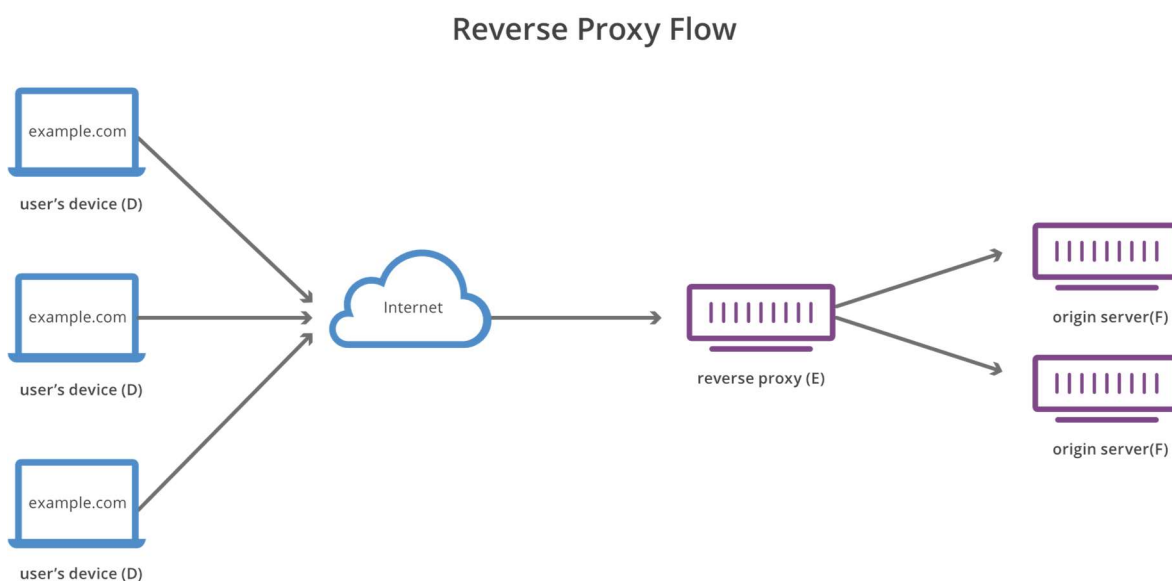 Reverse Proxy Flow
example.com
user's device (D)
example.com
user's device (D)
example.com
user's device (D)
Internet
reverse proxy (E)
origin server(F)
origin server(F)